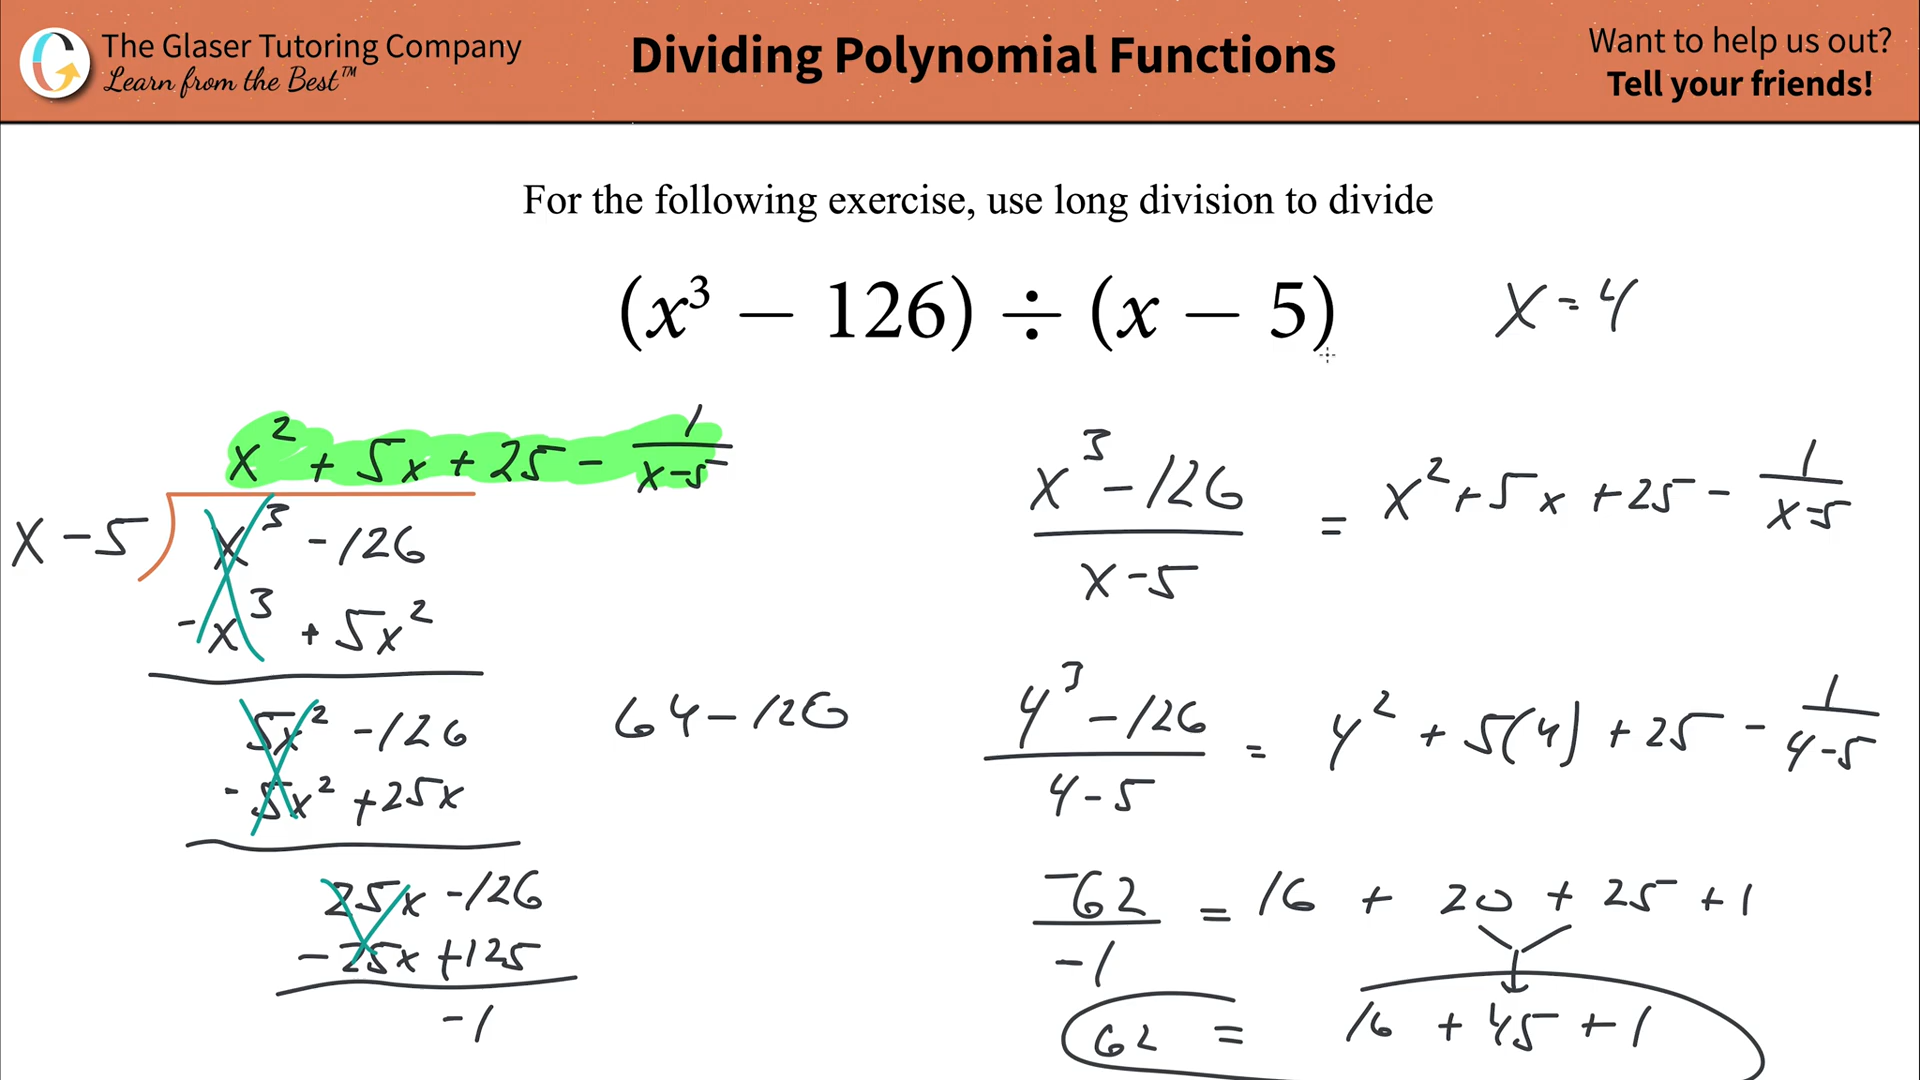 The Glaser Tutoring Company
Learn from the Best™
Dividing Polynomial Functions
Want to help us out?
Tell your friends!
For the following exercise, use long division to divide
(x³ − 126) ÷ (x − 5)
x = 4
x² + 5x + 25 − 1/(x−5)
x − 5
x³ − 126
−x³ + 5x²
5x² − 126
−5x² + 25x
25x − 126
−25x + 125
−1
64 − 126
(x³ − 126)/(x − 5) = x² + 5x + 25 − 1/(x−5)
(4³ − 126)/(4 − 5) = 4² + 5(4) + 25 − 1/(4−5)
−62/−1 = 16 + 20 + 25 + 1
62 = 16 + 45 + 1